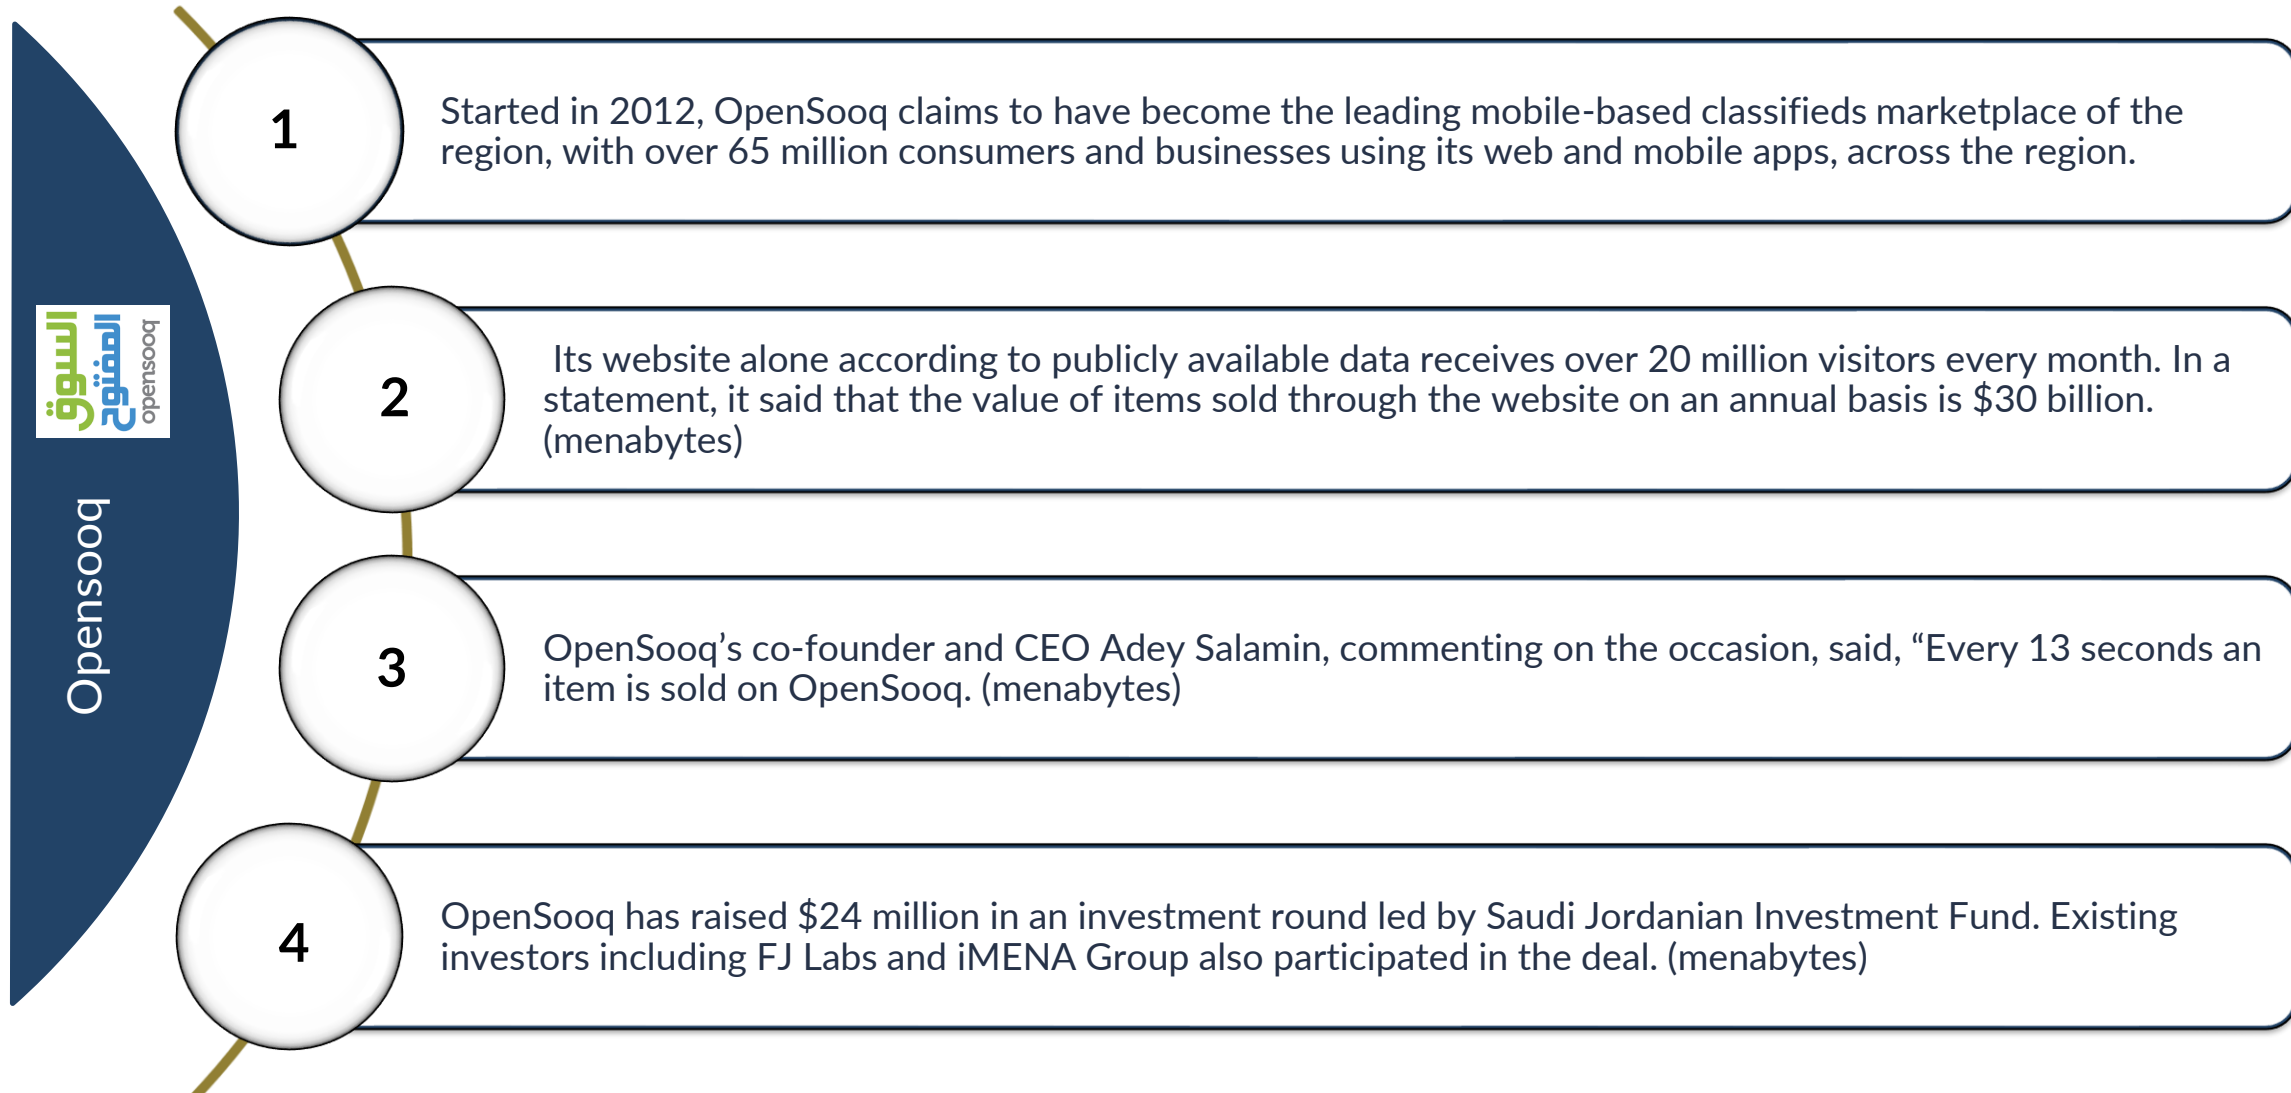 السوق
المفتوح
opensooq
Opensooq
1
Started in 2012, OpenSooq claims to have become the leading mobile-based classifieds marketplace of the
region, with over 65 million consumers and businesses using its web and mobile apps, across the region.
2
Its website alone according to publicly available data receives over 20 million visitors every month. In a
statement, it said that the value of items sold through the website on an annual basis is $30 billion.
(menabytes)
3
OpenSooq’s co-founder and CEO Adey Salamin, commenting on the occasion, said, “Every 13 seconds an
item is sold on OpenSooq. (menabytes)
4
OpenSooq has raised $24 million in an investment round led by Saudi Jordanian Investment Fund. Existing
investors including FJ Labs and iMENA Group also participated in the deal. (menabytes)